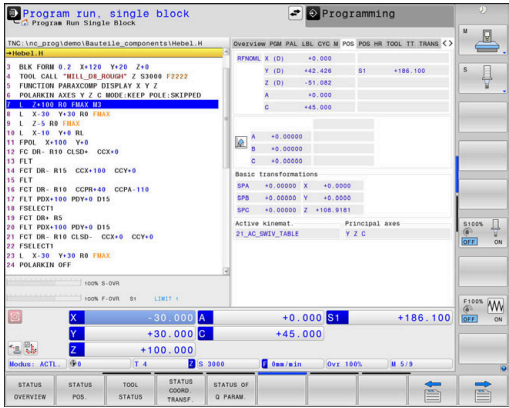 Program run, single block
Program Run Single Block
Programming
TNC:\nc_prog\demo\Bauteile_components\Hebel.H
→Hebel.H
3 BLK FORM 0.2 X+120 Y+20 Z+0
4 TOOL CALL "MILL_D8_ROUGH" Z S3000 F2222
5 FUNCTION PARAXCOMP DISPLAY X Y Z
6 POLARKIN AXES Y Z C MODE:KEEP POLE:SKIPPED
7 L Z+100 R0 FMAX M3
8 L X-30 Y+30 R0 FMAX
9 L Z-5 R0 FMAX
10 L X-10 Y+0 RL
11 FPOL X+100 Y+0
12 FC DR- R10 CLSD+ CCX+0
13 FLT
14 FCT DR- R15 CCX+100 CCY+0
15 FLT
16 FCT DR- R10 CCPR+40 CCPA-110
17 FLT PDX+100 PDY+0 D15
18 FSELECT1
19 FCT DR+ R5
20 FLT PDX+100 PDY+0 D15
21 FCT DR- R10 CLSD- CCX+0 CCY+0
22 FSELECT1
23 L X-30 Y+30 R0 FMAX
24 POLARKIN OFF
Overview PGM PAL LBL CYC M POS POS HR TOOL TT TRANS
RFNOML X (D) +0.000
Y (D) +42.426 S1 +186.100
Z (D) -51.082
A +0.000
C +45.000
A +0.00000
B +0.00000
C +0.00000
Basic transformations
SPA +0.00000 X +0.0000
SPB +0.00000 Y +0.0000
SPC +0.00000 Z +108.9181
Active kinemat. Principal axes
21_AC_SWIV_TABLE Y Z C
100% S-OVR
100% F-OVR S1 LIMIT 1
X -30.000 A +0.000 S1 +186.100
Y +30.000 C +45.000
Z +100.000
Modus: ACTL. 0 T 4 Z S 3000 F 0mm/min Ovr 100% M 5/9
STATUS OVERVIEW
STATUS POS.
TOOL STATUS
STATUS COORD. TRANSF.
STATUS OF Q PARAM.
M
S
S100%
OFF ON
F100%
OFF ON